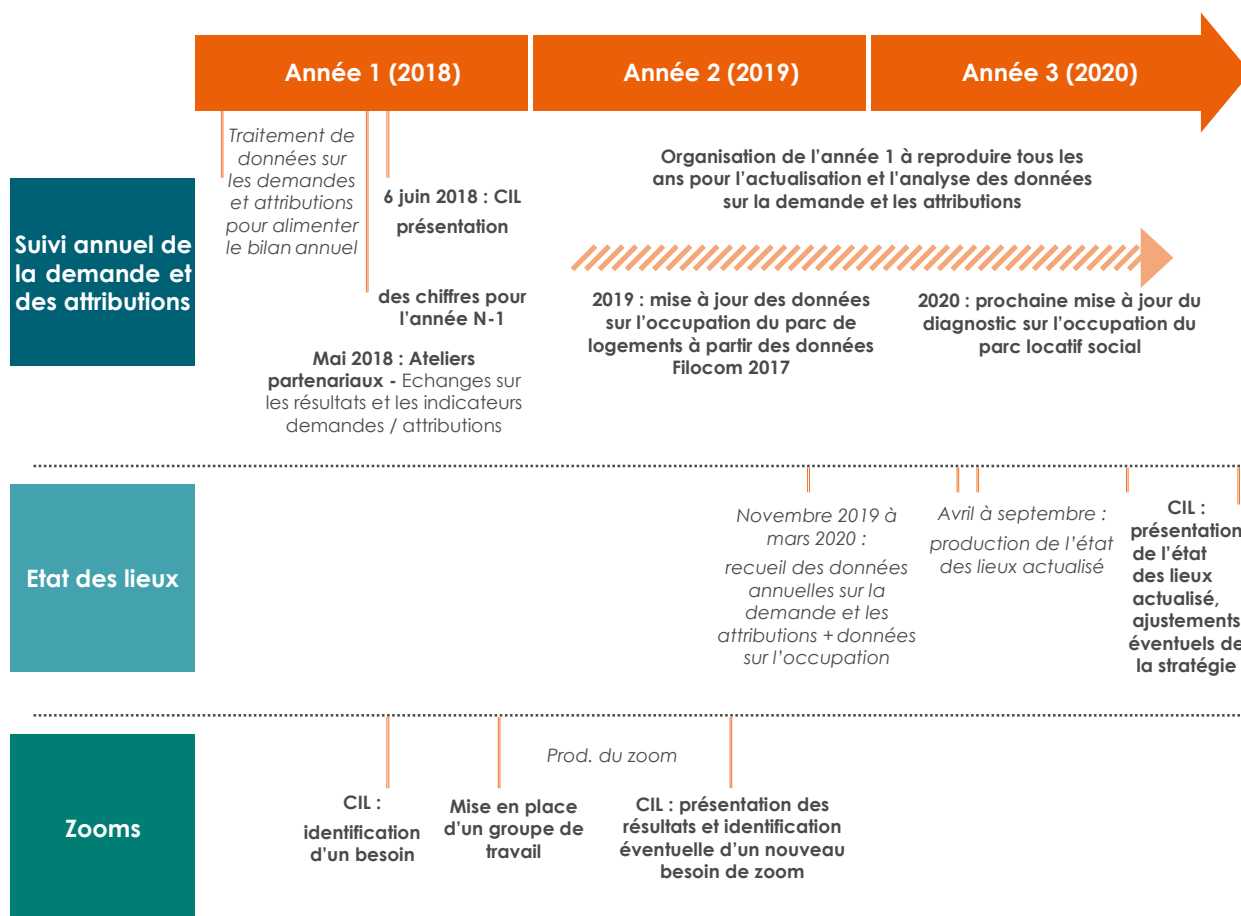 Année 1 (2018)
Année 2 (2019)
Année 3 (2020)
Suivi annuel de
la demande et
des attributions
Traitement de
données sur
les demandes
et attributions
pour alimenter
le bilan annuel
6 juin 2018 : CIL
présentation
des chiffres pour
l'année N-1
Mai 2018 : Ateliers
partenariaux - Echanges sur
les résultats et les indicateurs
demandes / attributions
Organisation de l'année 1 à reproduire tous les
ans pour l'actualisation et l'analyse des données
sur la demande et les attributions
2019 : mise à jour des données
sur l'occupation du parc de
logements à partir des données
Filocom 2017
2020 : prochaine mise à jour du
diagnostic sur l'occupation du
parc locatif social
Etat des lieux
Novembre 2019 à
mars 2020 :
recueil des données
annuelles sur la
demande et les
attributions + données
sur l'occupation
Avril à septembre :
production de l'état
des lieux actualisé
CIL :
présentation
de l'état
des lieux
actualisé,
ajustements
éventuels de
la stratégie
Zooms
CIL :
identification
d'un besoin
Mise en place
d'un groupe de
travail
Prod. du zoom
CIL : présentation des
résultats et identification
éventuelle d'un nouveau
besoin de zoom